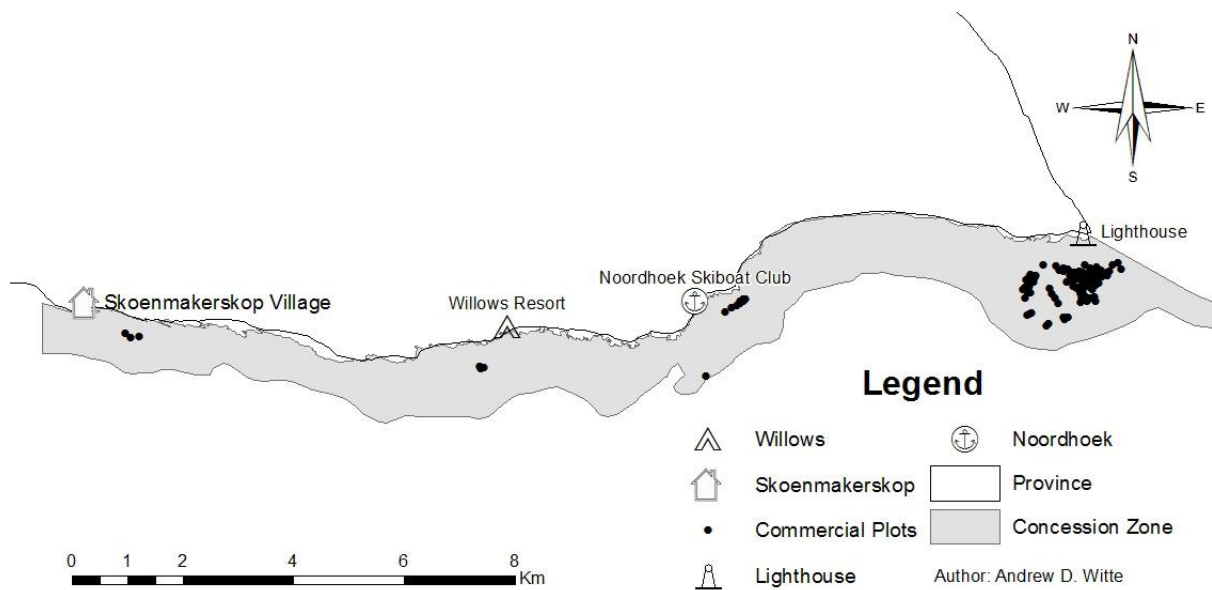 N
W E
S
Lighthouse
Noordhoek Skiboat Club
Skoenmakerskop Village
Willows Resort
Legend
Willows Noordhoek
Skoenmakerskop Province
Commercial Plots Concession Zone
Lighthouse Author: Andrew D. Witte
0 1 2 4 6 8
Km